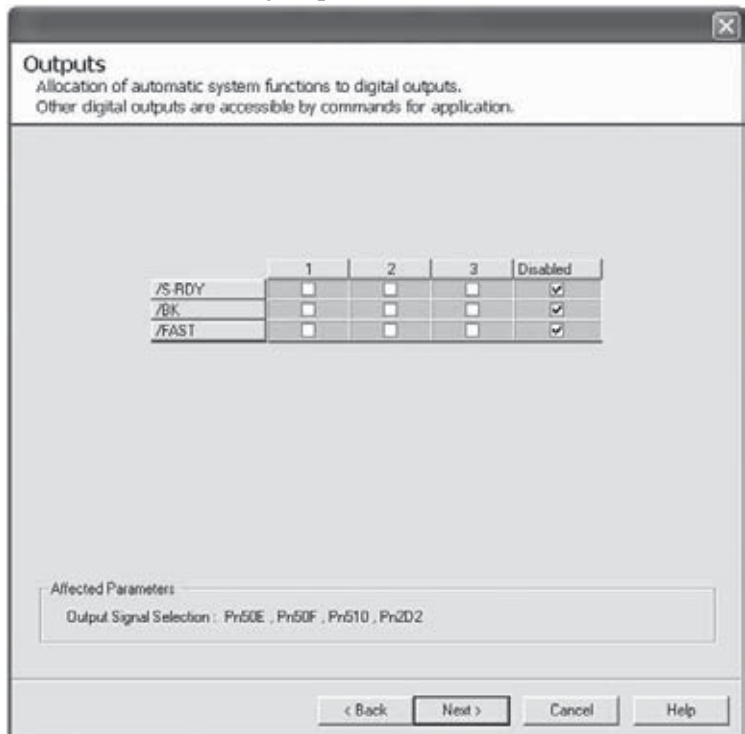 Outputs
Allocation of automatic system functions to digital outputs.
Other digital outputs are accessible by commands for application.
1 2 3 Disabled
/S-RDY
/BK
/FAST
Affected Parameters
Output Signal Selection : Pn50E , Pn50F , Pn510 , Pn2D2
< Back Next > Cancel Help